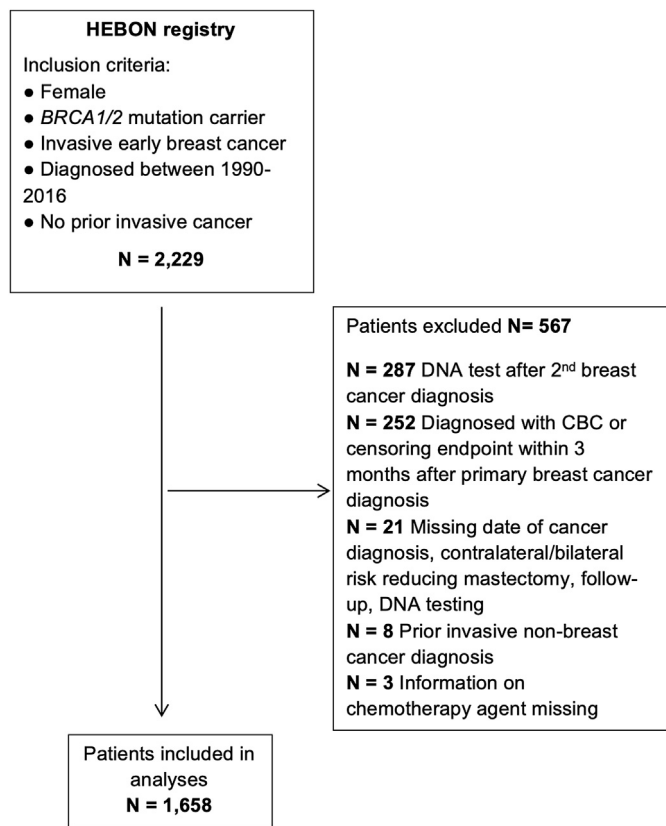 HEBON registry
Inclusion criteria:
● Female
● BRCA1/2 mutation carrier
● Invasive early breast cancer
● Diagnosed between 1990-
2016
● No prior invasive cancer
N = 2,229
Patients excluded N= 567
N = 287 DNA test after 2nd breast
cancer diagnosis
N = 252 Diagnosed with CBC or
censoring endpoint within 3
months after primary breast cancer
diagnosis
N = 21 Missing date of cancer
diagnosis, contralateral/bilateral
risk reducing mastectomy, follow-
up, DNA testing
N = 8 Prior invasive non-breast
cancer diagnosis
N = 3 Information on
chemotherapy agent missing
Patients included in
analyses
N = 1,658